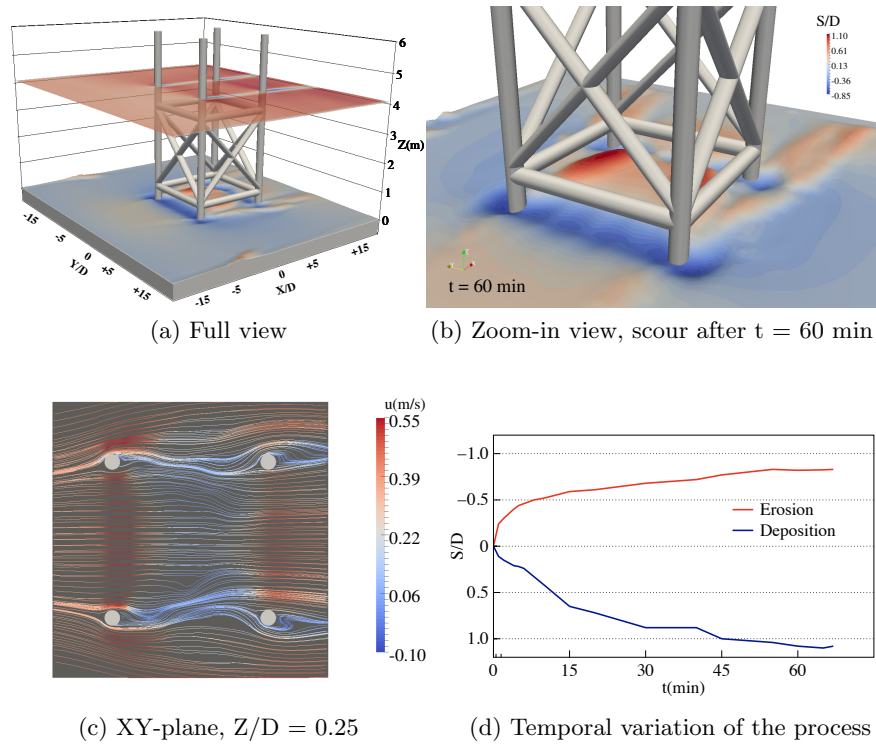 6
5
4
3
Z(m)
2
1
0
-15
-5
+5
+15
Y/D
-15
-5
0
+5
+15
X/D
(a) Full view
S/D
1.10
0.61
0.13
-0.36
-0.85
t = 60 min
(b) Zoom-in view, scour after t = 60 min
u(m/s)
0.55
0.39
0.22
0.06
-0.10
(c) XY-plane, Z/D = 0.25
−1.0
−0.5
0
0.5
1.0
S/D
Erosion
Deposition
0
15
30
45
60
t(min)
(d) Temporal variation of the process